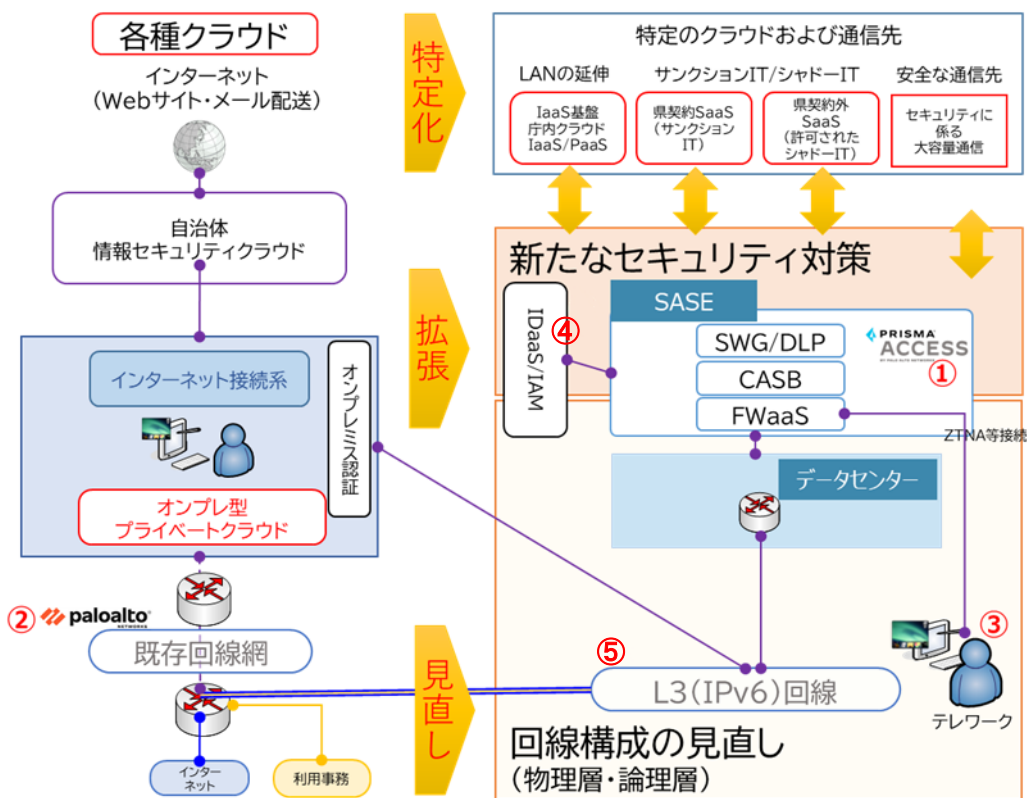 各種クラウド
インターネット
(Webサイト・メール配送)
自治体
情報セキュリティクラウド
インターネット接続系
オンプレミス認証
オンプレ型
プライベートクラウド
② paloalto
NETWORKS
既存回線網
インター
ネット
利用事務
特定化
拡張
見直し
特定のクラウドおよび通信先
LANの延伸
サンクションIT/シャドーIT
安全な通信先
IaaS基盤
庁内クラウド
IaaS/PaaS
県契約SaaS
(サンクション
IT)
県契約外
SaaS
(許可された
シャドーIT)
セキュリティに
係る
大容量通信
新たなセキュリティ対策
IDaaS/IAM
④
SASE
SWG/DLP
CASB
FWaaS
PRISMA
ACCESS
BY PALO ALTO NETWORKS
①
ZTNA等接続
データセンター
③
テレワーク
⑤
L3(IPv6)回線
回線構成の見直し
(物理層・論理層)